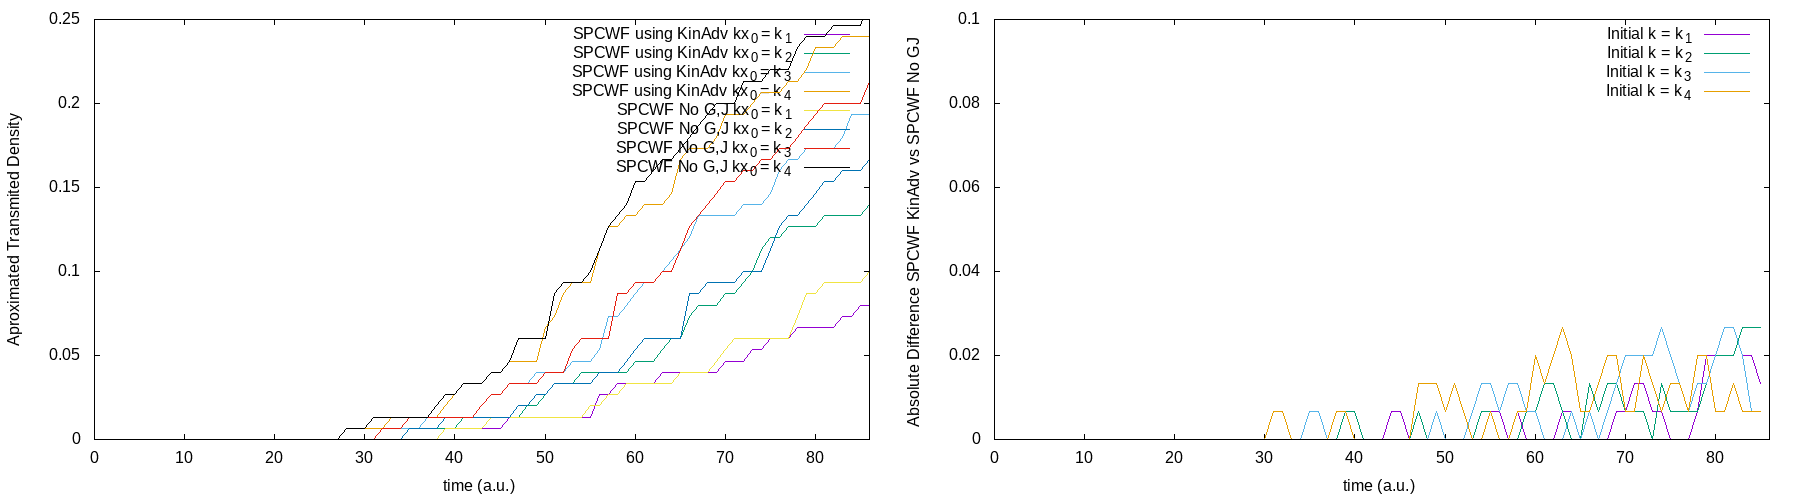 0.25
0.2
0.15
0.1
0.05
0
0 10 20 30 40 50 60 70 80
Aproximated Transmited Density
time (a.u.)
SPCWF using KinAdv kx0 = k1
SPCWF using KinAdv kx0 = k2
SPCWF using KinAdv kx0 = k3
SPCWF using KinAdv kx0 = k4
SPCWF No G,J kx0 = k1
SPCWF No G,J kx0 = k2
SPCWF No G,J kx0 = k3
SPCWF No G,J kx0 = k4
0.1
0.08
0.06
0.04
0.02
0
0 10 20 30 40 50 60 70 80
Absolute Difference SPCWF KinAdv vs SPCWF No GJ
time (a.u.)
Initial k = k1
Initial k = k2
Initial k = k3
Initial k = k4